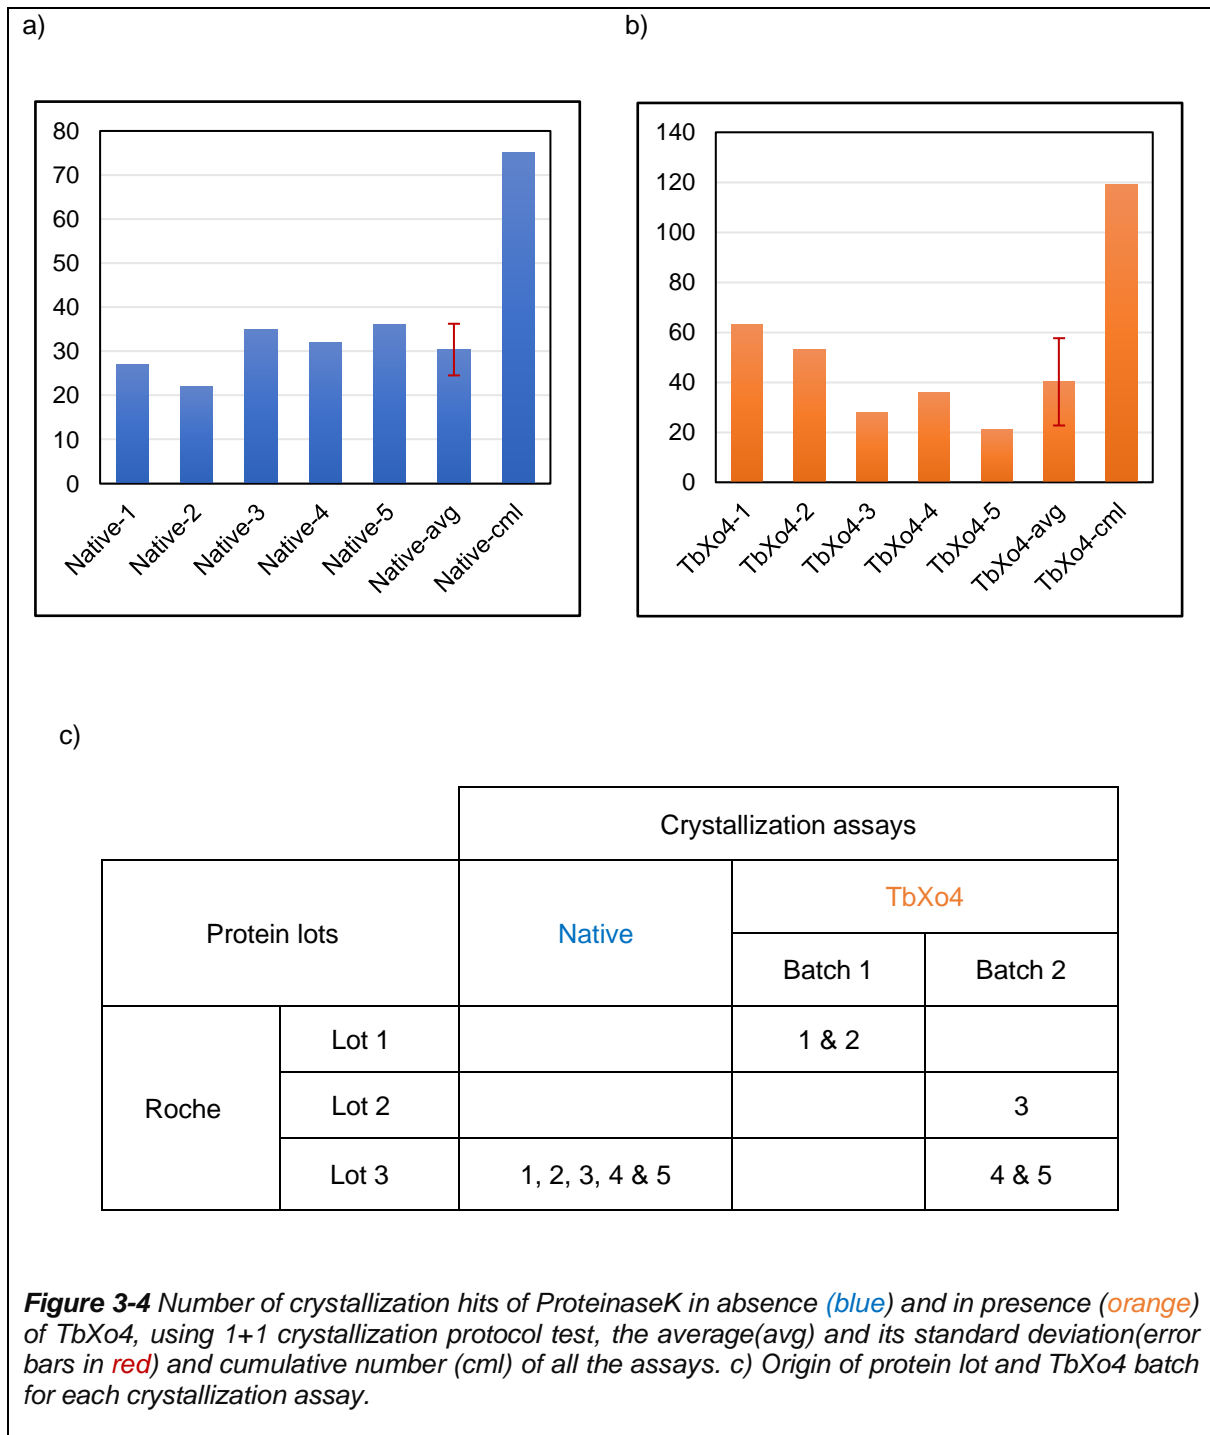 a)
b)
80
70
60
50
40
30
20
10
0
Native-1
Native-2
Native-3
Native-4
Native-5
Native-avg
Native-cml
140
120
100
80
60
40
20
0
TbXo4-1
TbXo4-2
TbXo4-3
TbXo4-4
TbXo4-5
TbXo4-avg
TbXo4-cml
c)
Crystallization assays
Protein lots
Native
TbXo4
Batch 1
Batch 2
Roche
Lot 1
1 & 2
Lot 2
3
Lot 3
1, 2, 3, 4 & 5
4 & 5
Figure 3-4 Number of crystallization hits of ProteinaseK in absence (blue) and in presence (orange)
of TbXo4, using 1+1 crystallization protocol test, the average(avg) and its standard deviation(error
bars in red) and cumulative number (cml) of all the assays. c) Origin of protein lot and TbXo4 batch
for each crystallization assay.